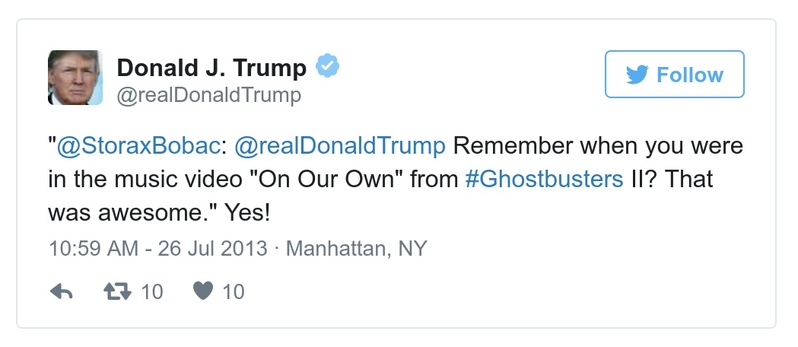 Donald J. Trump
@realDonaldTrump
Follow
"@StoraxBobac: @realDonaldTrump Remember when you were
in the music video "On Our Own" from #Ghostbusters II? That
was awesome." Yes!
10:59 AM - 26 Jul 2013 · Manhattan, NY
10 10